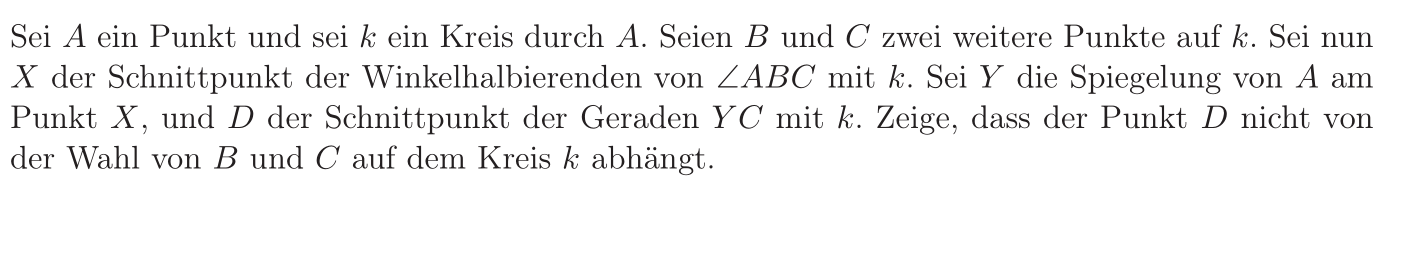 Sei A ein Punkt und sei k ein Kreis durch A. Seien B und C zwei weitere Punkte auf k. Sei nun
X der Schnittpunkt der Winkelhalbierenden von ∠ABC mit k. Sei Y die Spiegelung von A am
Punkt X, und D der Schnittpunkt der Geraden YC mit k. Zeige, dass der Punkt D nicht von
der Wahl von B und C auf dem Kreis k abhängt.